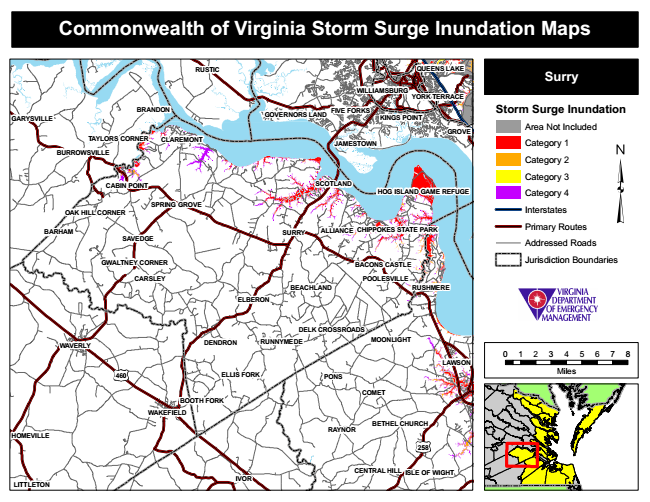 Commonwealth of Virginia Storm Surge Inundation Maps
RUSTIC
QUEENS LAKE
WILLIAMSBURG
YORK TERRACE
BRANDON
FIVE FORKS
GARYSVILLE
GOVERNORS LAND
KINGS POINT
GROVE
TAYLORS CORNER
CLAREMONT
JAMESTOWN
BURROWSVILLE
CABIN POINT
SCOTLAND
HOG ISLAND GAME REFUGE
SPRING GROVE
OAK HILL CORNER
BARHAM
SAVEDGE
SURRY
ALLIANCE
CHIPPOKES STATE PARK
GWALTNEY CORNER
BACONS CASTLE
CARSLEY
POOLESVILLE
BEACHLAND
RUSHMERE
ELBERON
DELK CROSSROADS
WAVERLY
DENDRON
RUNNYMEDE
MOONLIGHT
LAWSON
460
ELLIS FORK
PONS
COMET
BOOTH FORK
WAKEFIELD
RAYNOR
BETHEL CHURCH
HOMEVILLE
258
CENTRAL HILL
ISLE OF WIGHT
IVOR
LITTLETON
Surry
Storm Surge Inundation
Area Not Included
Category 1
Category 2
Category 3
Category 4
Interstates
Primary Routes
Addressed Roads
Jurisdiction Boundaries
N
VIRGINIA
DEPARTMENT
OF EMERGENCY
MANAGEMENT
0 1 2 3 4 5 6 7 8
Miles